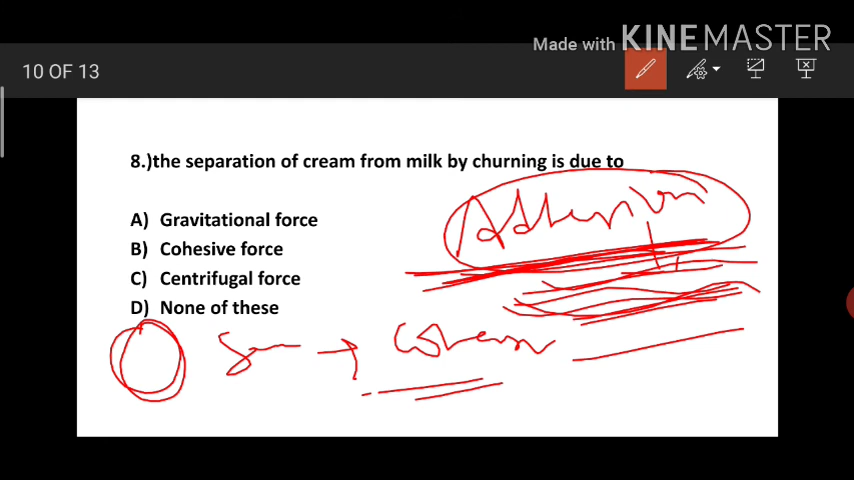 Made with KINEMASTER
10 OF 13
8.)the separation of cream from milk by churning is due to
Adhesion
A) Gravitational force
B) Cohesive force
C) Centrifugal force
D) None of these